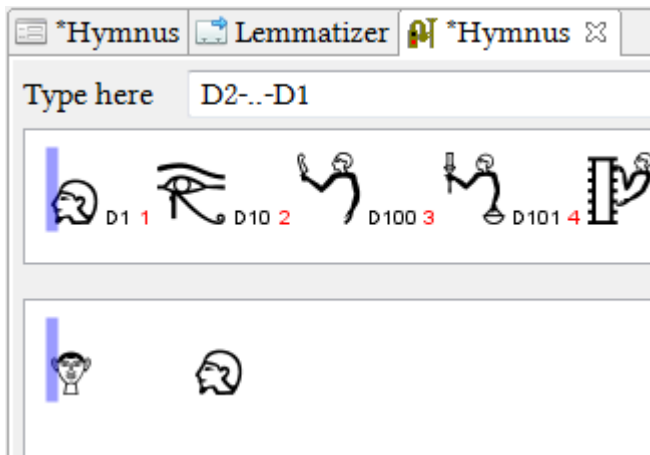 *Hymnus Lemmatizer *Hymnus
Type here D2-..-D1
𓁶 D1 1 𓂀 D10 2 D100 3 D101 4
𓁷 𓁶